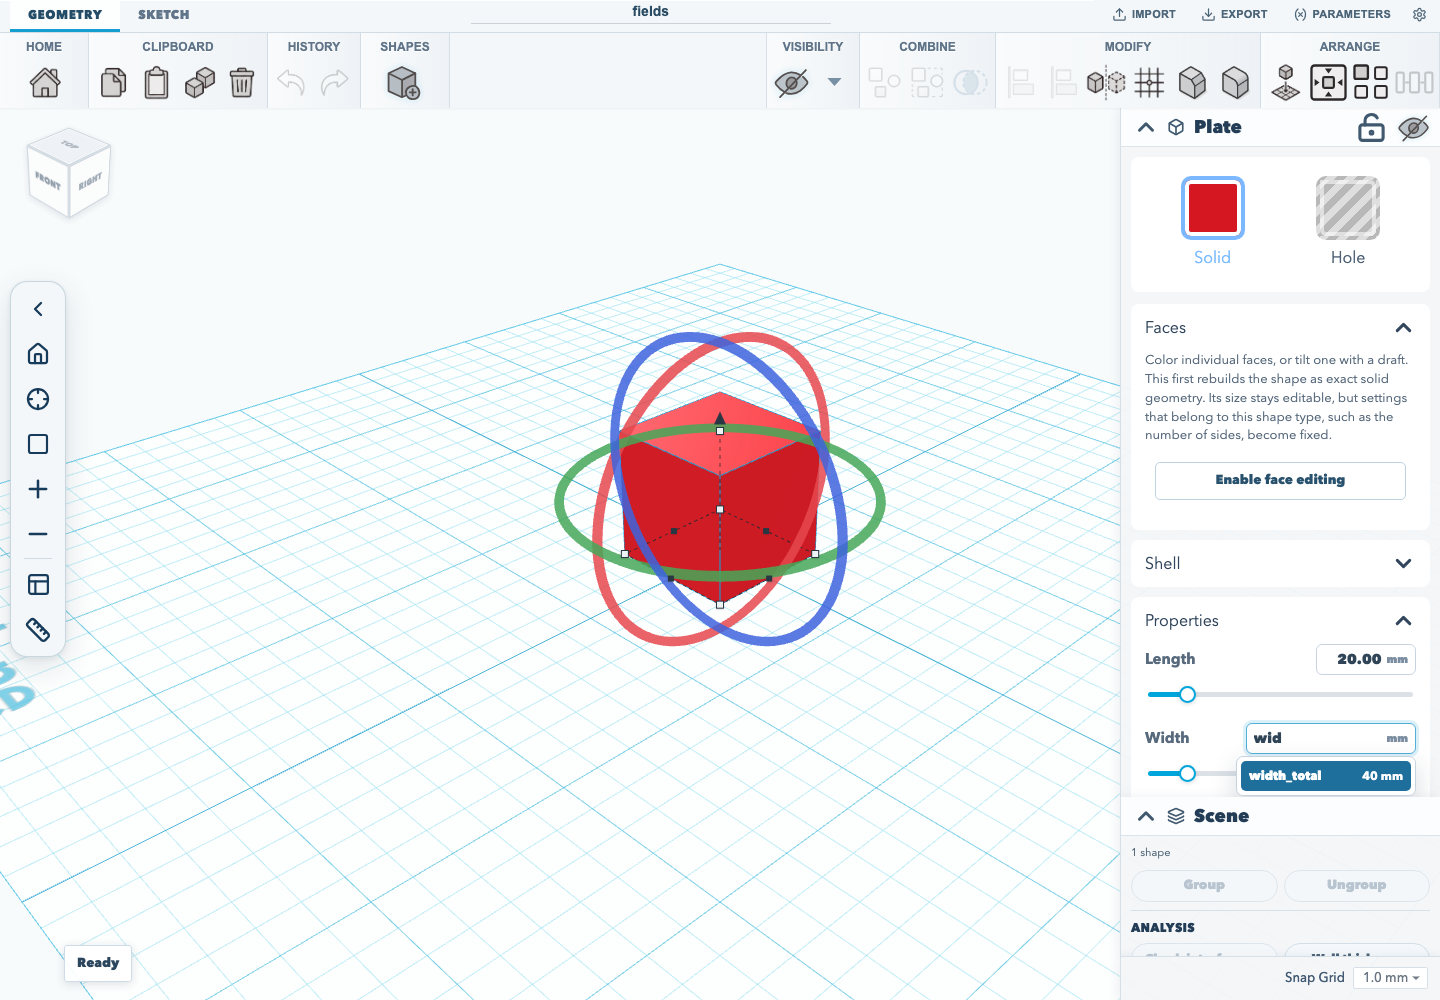 GEOMETRY
SKETCH
fields
IMPORT
EXPORT
PARAMETERS
HOME
CLIPBOARD
HISTORY
SHAPES
VISIBILITY
COMBINE
MODIFY
ARRANGE
TOP
FRONT
RIGHT
Plate
Solid
Hole
Faces
Color individual faces, or tilt one with a draft.
This first rebuilds the shape as exact solid
geometry. Its size stays editable, but settings
that belong to this shape type, such as the
number of sides, become fixed.
Enable face editing
Shell
Properties
Length
20.00 mm
Width
wid mm
width_total 40 mm
Scene
1 shape
Group
Ungroup
ANALYSIS
Ready
Snap Grid
1.0 mm